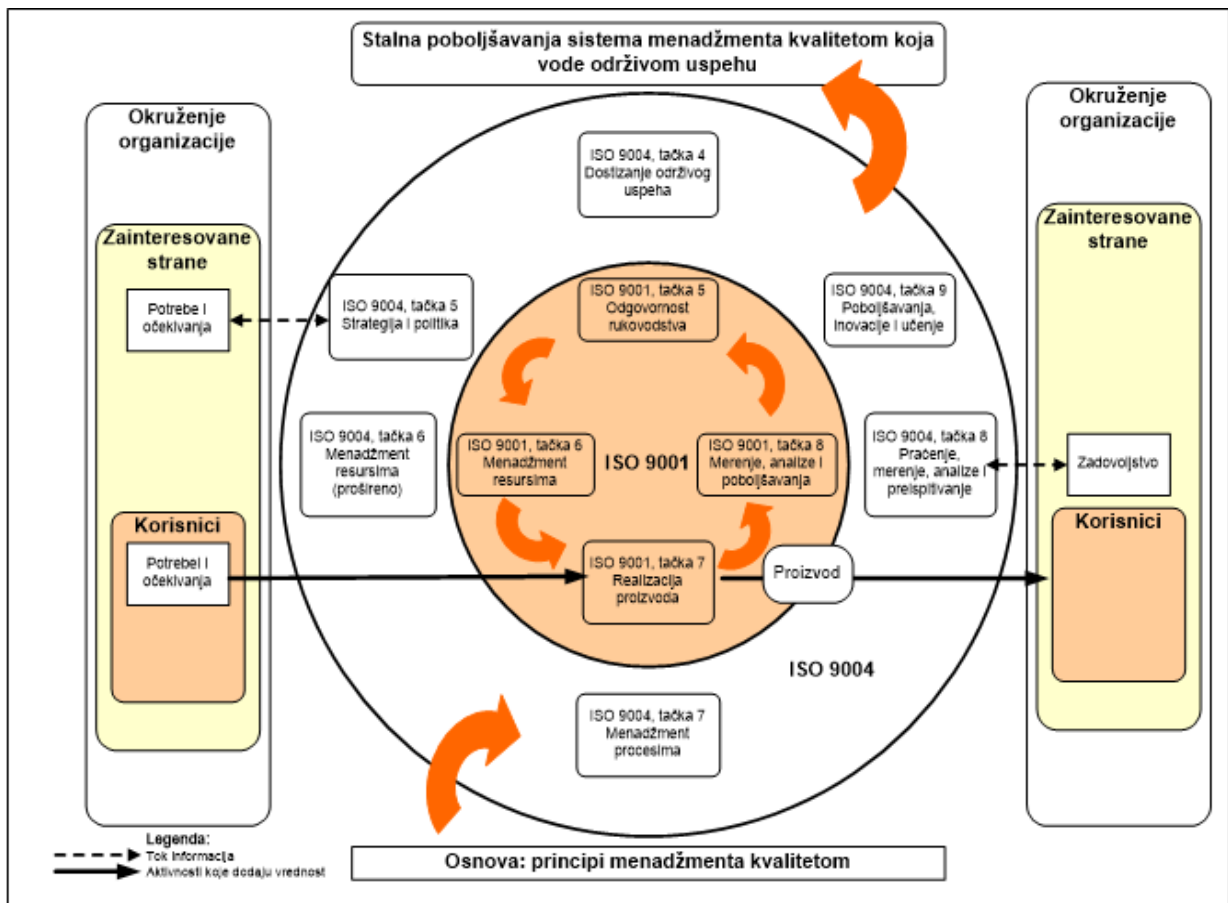 Stalna poboljšavanja sistema menadžmenta kvalitetom koja
vode održivom uspehu
Okruženje
organizacije
Zainteresovane
strane
Potrebe I
očekivanja
Korisnici
Potrebel I
očekivanja
ISO 9004, tačka 4
Dostizanje održivog
uspeha
ISO 9004, tačka 5
Strategija I politika
ISO 9001, tačka 5
Odgovornost
rukovodstva
ISO 9004, tačka 9
Poboljšavanja,
Inovacije I učenje
ISO 9004, tačka 6
Menadžment
resursima
(prošireno)
ISO 9001, tačka 6
Menadžment
resursima
ISO 9001
ISO 9001, tačka 8
Merenje, analize I
poboljšavanja
ISO 9004, tačka 8
Praćenje,
merenje, analize I
preispitivanje
ISO 9001, tačka 7
Realizacija
proizvoda
Proizvod
ISO 9004
ISO 9004, tačka 7
Menadžment
procesima
Okruženje
organizacije
Zainteresovane
strane
Zadovoljstvo
Korisnici
Legenda:
Tok Informacija
Aktivnosti koje dodaju vrednost
Osnova: principi menadžmenta kvalitetom